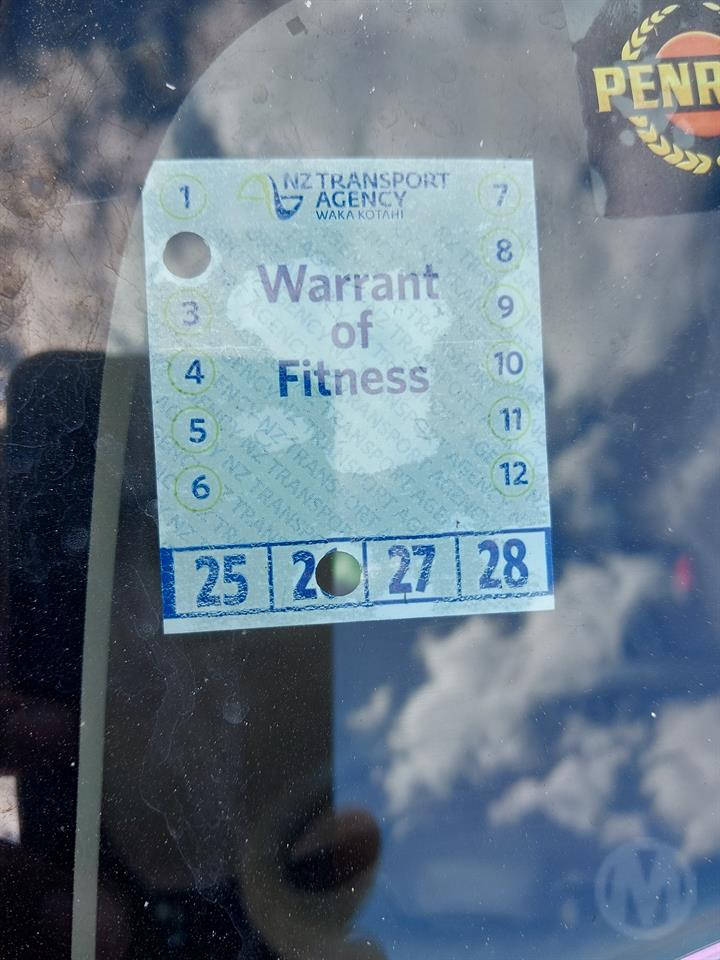 NZ TRANSPORT
AGENCY
WAKA KOTAHI
1
7
8
3
9
4
10
5
11
6
12
Warrant
of
Fitness
25
27
28
M